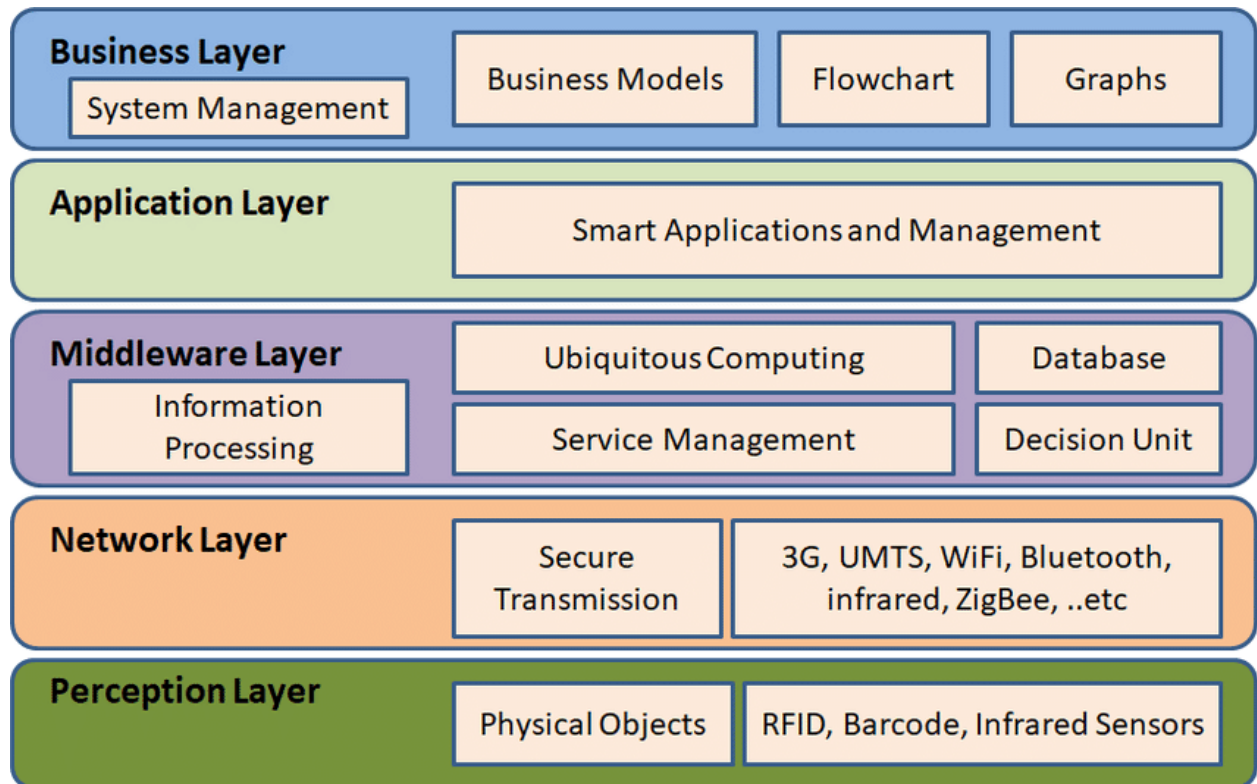 Business Layer
System Management
Business Models
Flowchart
Graphs
Application Layer
Smart Applications and Management
Middleware Layer
Information
Processing
Ubiquitous Computing
Database
Service Management
Decision Unit
Network Layer
Secure
Transmission
3G, UMTS, WiFi, Bluetooth,
infrared, ZigBee, ..etc
Perception Layer
Physical Objects
RFID, Barcode, Infrared Sensors